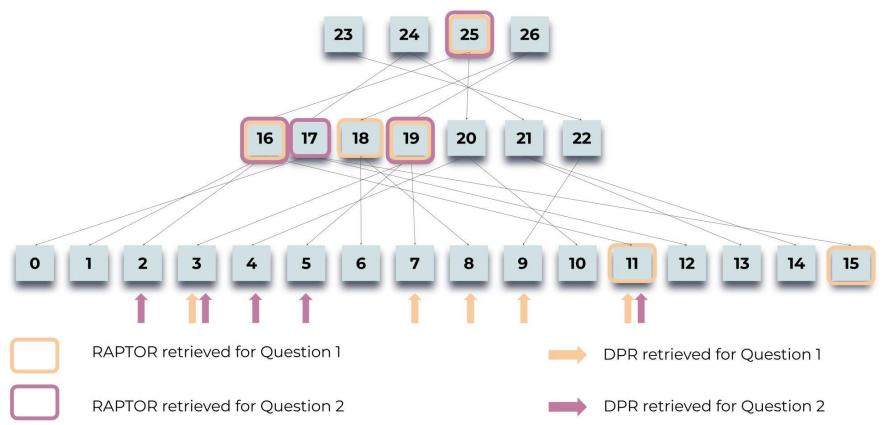 23 24 25 26
16 17 18 19 20 21 22
0 1 2 3 4 5 6 7 8 9 10 11 12 13 14 15
RAPTOR retrieved for Question 1
DPR retrieved for Question 1
RAPTOR retrieved for Question 2
DPR retrieved for Question 2